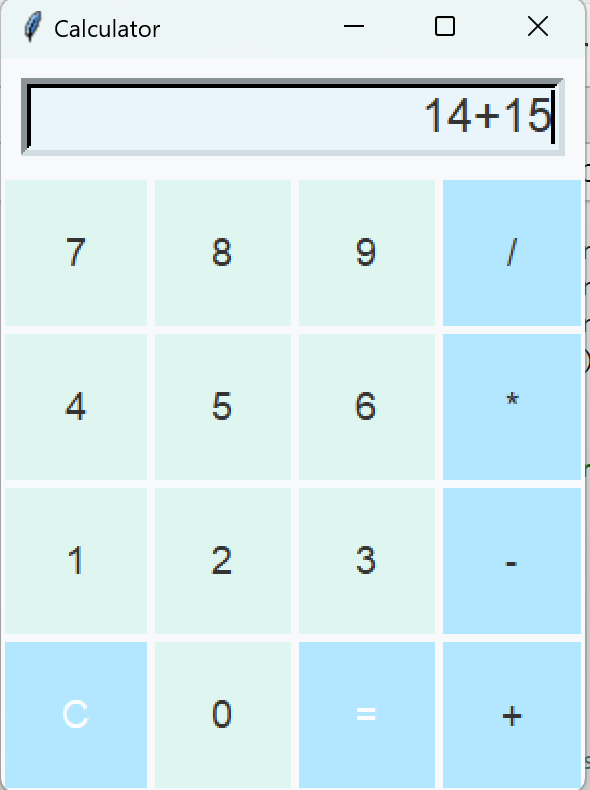 Calculator
14+15
7 8 9 /
4 5 6 *
1 2 3 -
C 0 = +